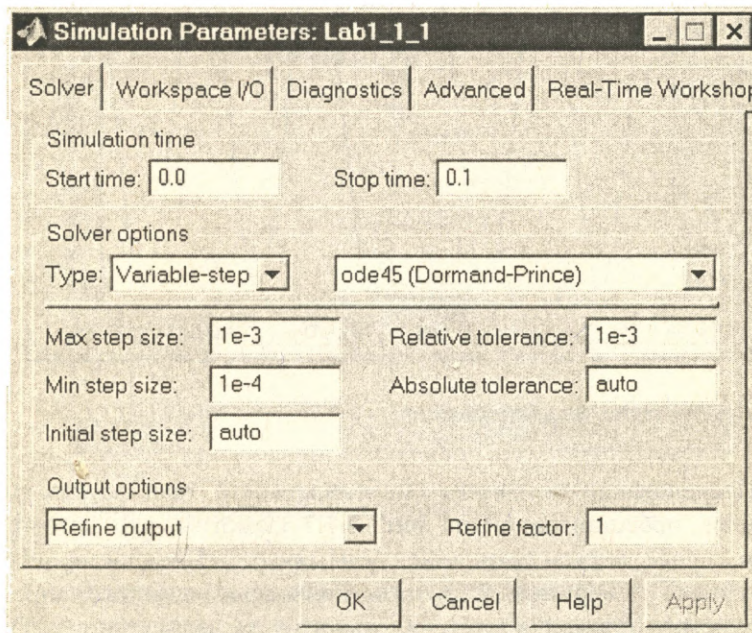 Simulation Parameters: Lab1_1_1
Solver Workspace I/O Diagnostics Advanced Real-Time Workshop
Simulation time
Start time: 0.0 Stop time: 0.1
Solver options
Type: Variable-step ode45 (Dormand-Prince)
Max step size: 1e-3 Relative tolerance: 1e-3
Min step size: 1e-4 Absolute tolerance: auto
Initial step size: auto
Output options
Refine output Refine factor: 1
OK Cancel Help Apply